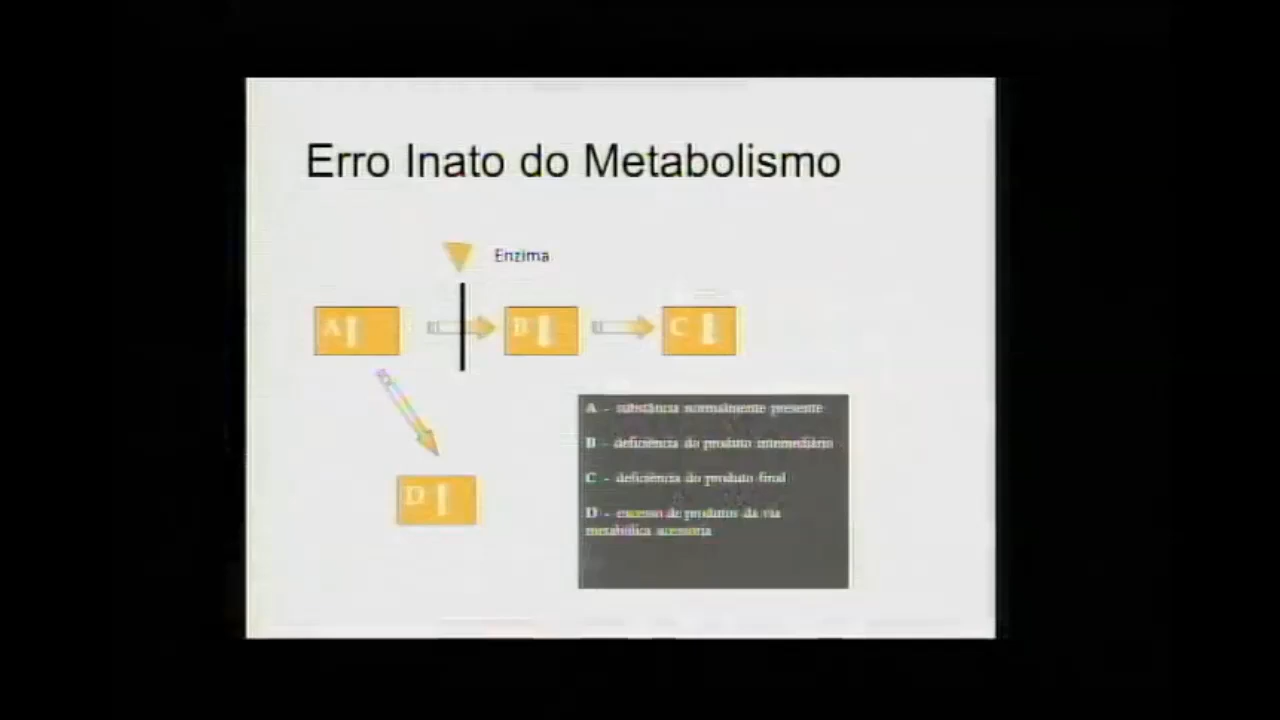 Erro Inato do Metabolismo
Enzima
A
B
C
D
A - substância normalmente presente
B - deficiência do produto intermediário
C - deficiência do produto final
D - excesso de produtos da via
metabólica acessória